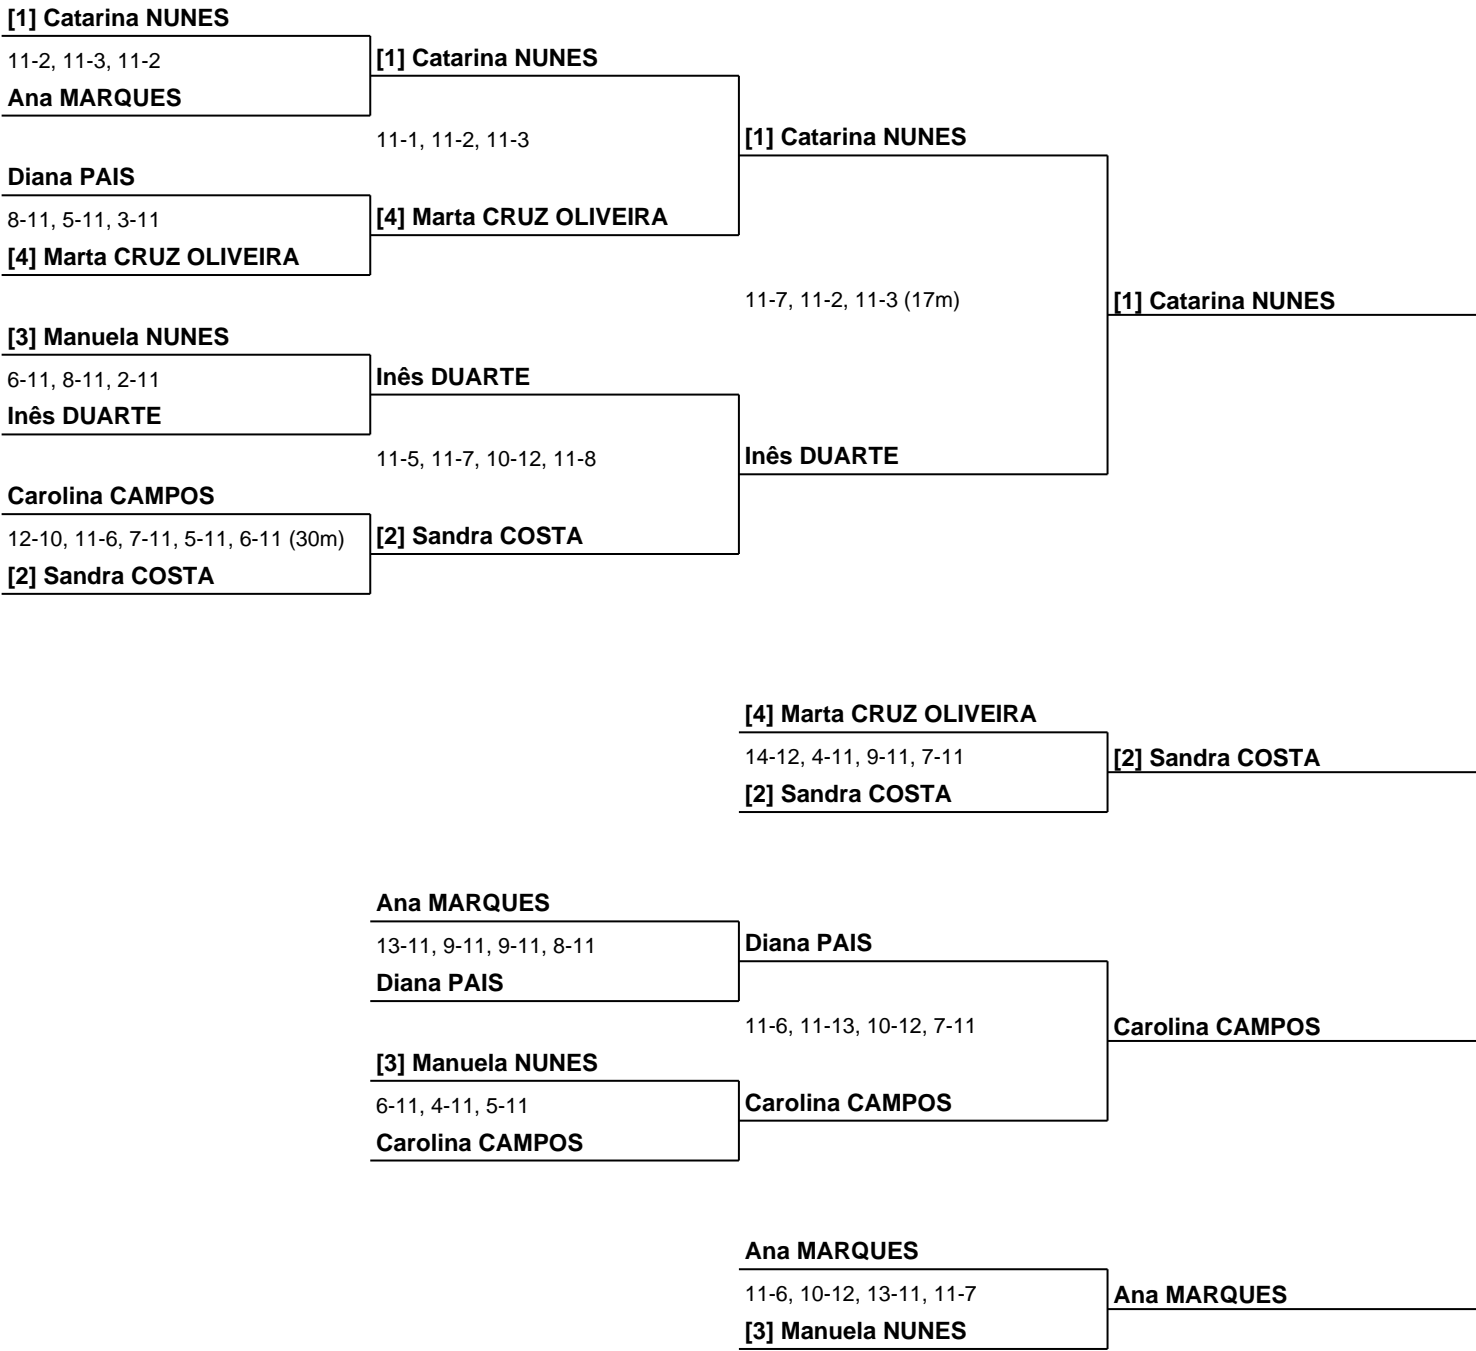 [1] Catarina NUNES
11-2, 11-3, 11-2
[1] Catarina NUNES
Ana MARQUES
11-1, 11-2, 11-3
[1] Catarina NUNES
Diana PAIS
8-11, 5-11, 3-11
[4] Marta CRUZ OLIVEIRA
[4] Marta CRUZ OLIVEIRA
11-7, 11-2, 11-3 (17m)
[1] Catarina NUNES
[3] Manuela NUNES
6-11, 8-11, 2-11
Inês DUARTE
Inês DUARTE
11-5, 11-7, 10-12, 11-8
Inês DUARTE
Carolina CAMPOS
12-10, 11-6, 7-11, 5-11, 6-11 (30m)
[2] Sandra COSTA
[2] Sandra COSTA
[4] Marta CRUZ OLIVEIRA
14-12, 4-11, 9-11, 7-11
[2] Sandra COSTA
[2] Sandra COSTA
Ana MARQUES
13-11, 9-11, 9-11, 8-11
Diana PAIS
Diana PAIS
11-6, 11-13, 10-12, 7-11
Carolina CAMPOS
[3] Manuela NUNES
6-11, 4-11, 5-11
Carolina CAMPOS
Carolina CAMPOS
Ana MARQUES
11-6, 10-12, 13-11, 11-7
Ana MARQUES
[3] Manuela NUNES